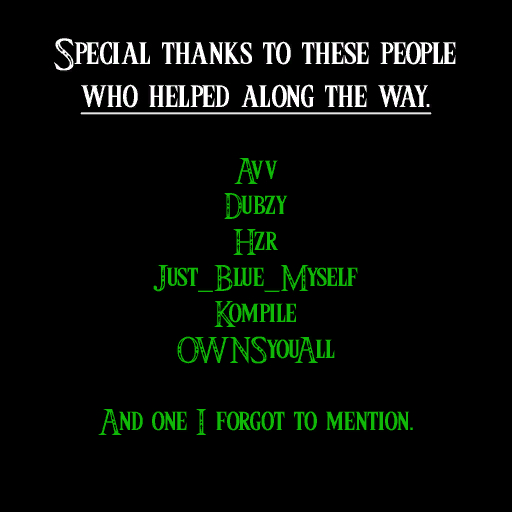 Special thanks to these people
who helped along the way.
Avv
Dubzy
Hzr
Just_Blue_Myself
Kompile
OWNSyouAll
And one I forgot to mention.